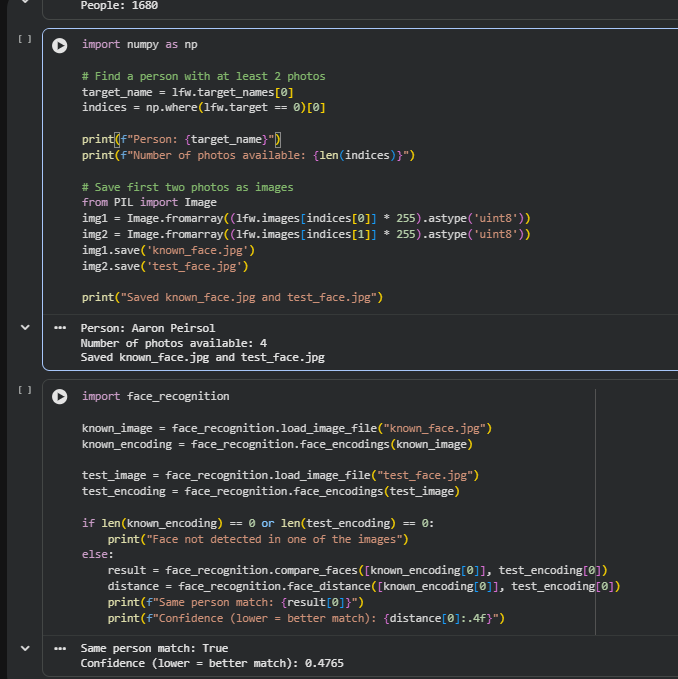 People: 1680
[ ]
import numpy as np
# Find a person with at least 2 photos
target_name = lfw.target_names[0]
indices = np.where(lfw.target == 0)[0]
print(f"Person: {target_name}")
print(f"Number of photos available: {len(indices)}")
# Save first two photos as images
from PIL import Image
img1 = Image.fromarray((lfw.images[indices[0]] * 255).astype('uint8'))
img2 = Image.fromarray((lfw.images[indices[1]] * 255).astype('uint8'))
img1.save('known_face.jpg')
img2.save('test_face.jpg')
print("Saved known_face.jpg and test_face.jpg")
Person: Aaron Peirsol
Number of photos available: 4
Saved known_face.jpg and test_face.jpg
[ ]
import face_recognition
known_image = face_recognition.load_image_file("known_face.jpg")
known_encoding = face_recognition.face_encodings(known_image)
test_image = face_recognition.load_image_file("test_face.jpg")
test_encoding = face_recognition.face_encodings(test_image)
if len(known_encoding) == 0 or len(test_encoding) == 0:
    print("Face not detected in one of the images")
else:
    result = face_recognition.compare_faces([known_encoding[0]], test_encoding[0])
    distance = face_recognition.face_distance([known_encoding[0]], test_encoding[0])
    print(f"Same person match: {result[0]}")
    print(f"Confidence (lower = better match): {distance[0]:.4f}")
Same person match: True
Confidence (lower = better match): 0.4765